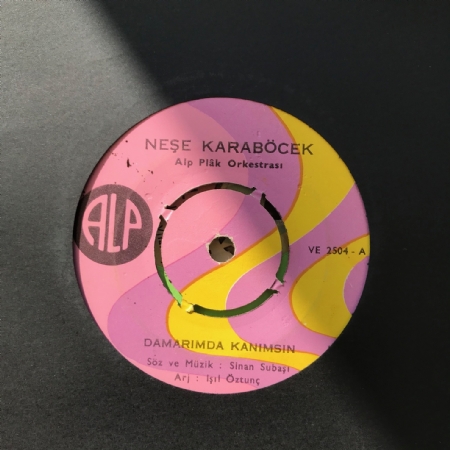 NEŞE KARABÖCEK
Alp Plâk Orkestrası
ALP
VE 2504 - A
DAMARIMDA KANIMSIN
Söz ve Müzik : Sinan Subaşı
Arj : Işıl Öztunç